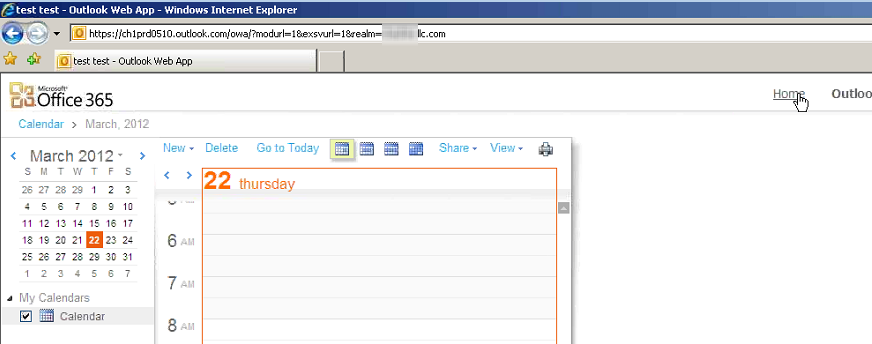 test test - Outlook Web App - Windows Internet Explorer
https://ch1prd0510.outlook.com/owa/?modurl=1&exsvurl=1&realm= llc.com
test test - Outlook Web App
Microsoft®
Office 365
Home Outloo
Calendar > March, 2012
March 2012
S M T W T F S
26 27 28 29 1 2 3
4 5 6 7 8 9 10
11 12 13 14 15 16 17
18 19 20 21 22 23 24
25 26 27 28 29 30 31
1 2 3 4 5 6 7
My Calendars
Calendar
New Delete Go to Today Share View
22 thursday
6 AM
7 AM
8 AM